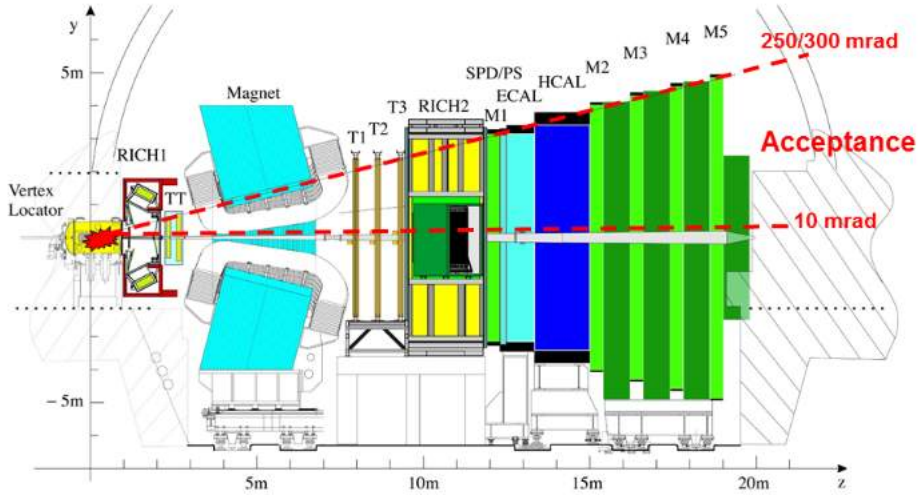 y
5m
250/300 mrad
M5
M4
M3
M2
SPD/PS
HCAL
ECAL
M1
Magnet
T3
RICH2
T2
T1
Acceptance
RICH1
TT
Vertex
Locator
10 mrad
− 5m
5m
10m
15m
20m
z